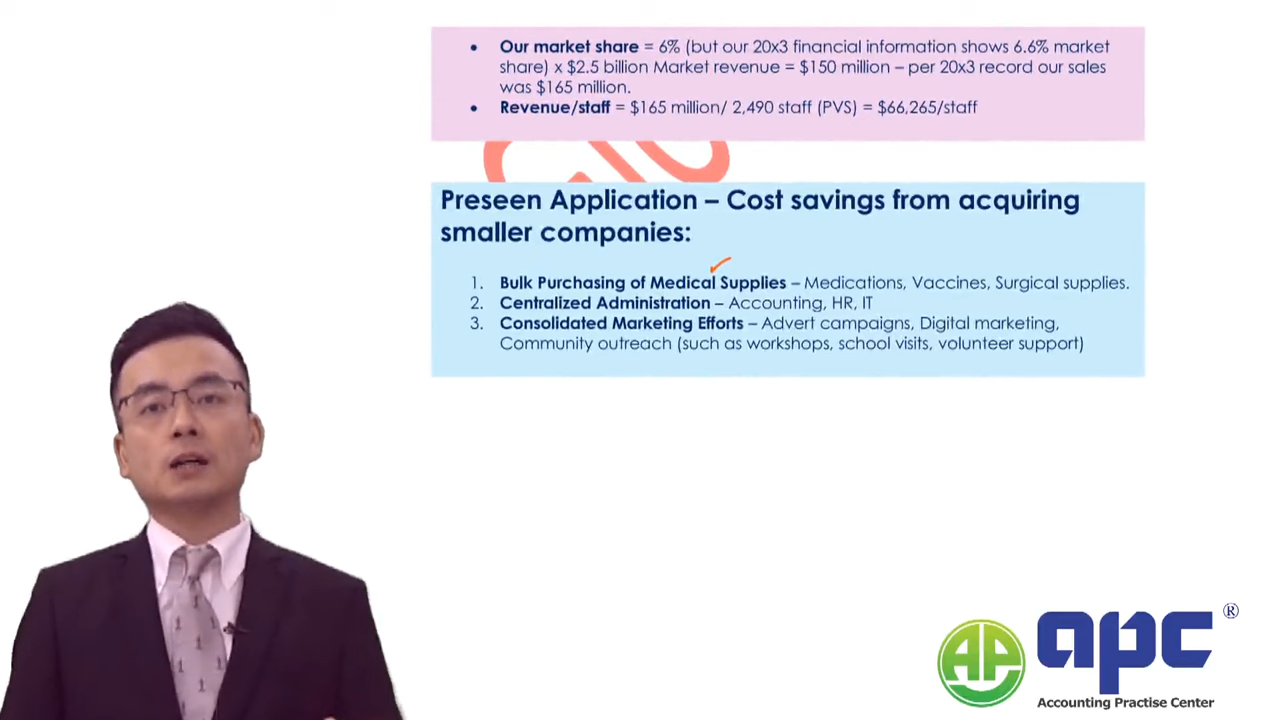 • Our market share = 6% (but our 20x3 financial information shows 6.6% market
share) x $2.5 billion Market revenue = $150 million – per 20x3 record our sales
was $165 million.
• Revenue/staff = $165 million/ 2,490 staff (PVS) = $66,265/staff
Preseen Application – Cost savings from acquiring
smaller companies:
1. Bulk Purchasing of Medical Supplies – Medications, Vaccines, Surgical supplies.
2. Centralized Administration – Accounting, HR, IT
3. Consolidated Marketing Efforts – Advert campaigns, Digital marketing,
Community outreach (such as workshops, school visits, volunteer support)
AP apc ®
Accounting Practise Center